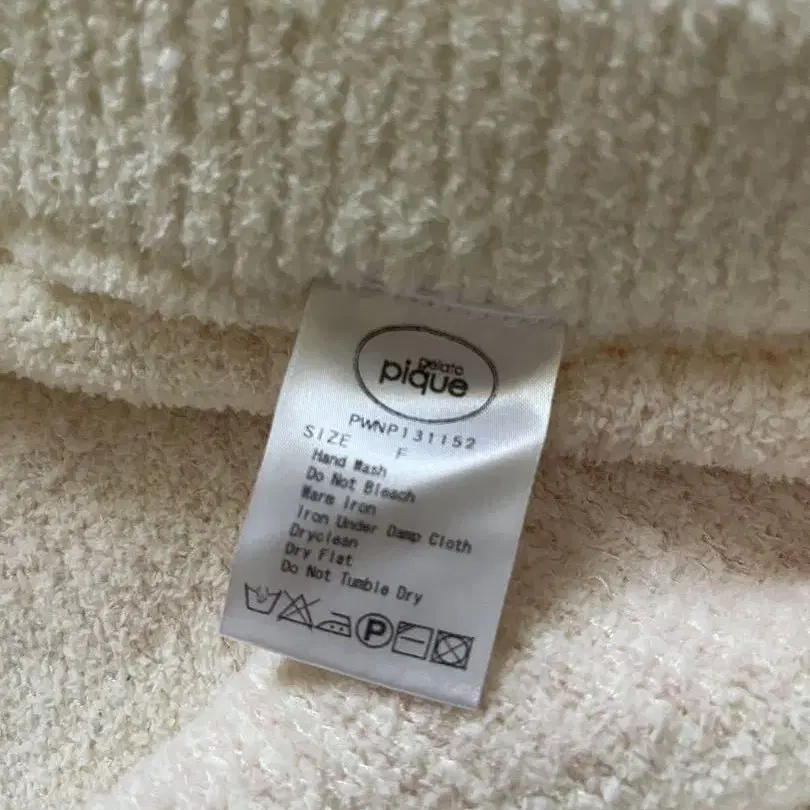 gelato
pique
PWNP131152
SIZE F
Hand Wash
Do Not Bleach
Warm Iron
Iron Under Damp Cloth
Dryclean
Dry Flat
Do Not Tumble Dry
P